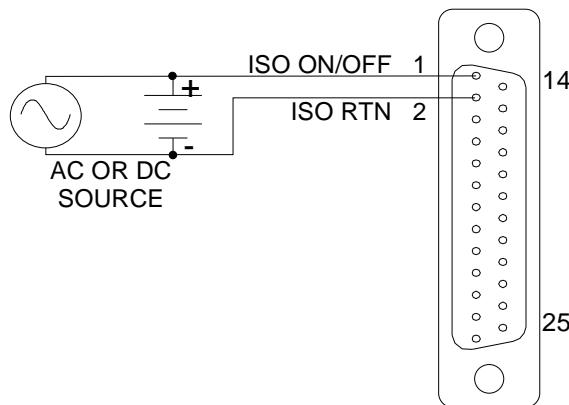 ISO ON/OFF 1
14
ISO RTN 2
+
-
AC OR DC
SOURCE
25